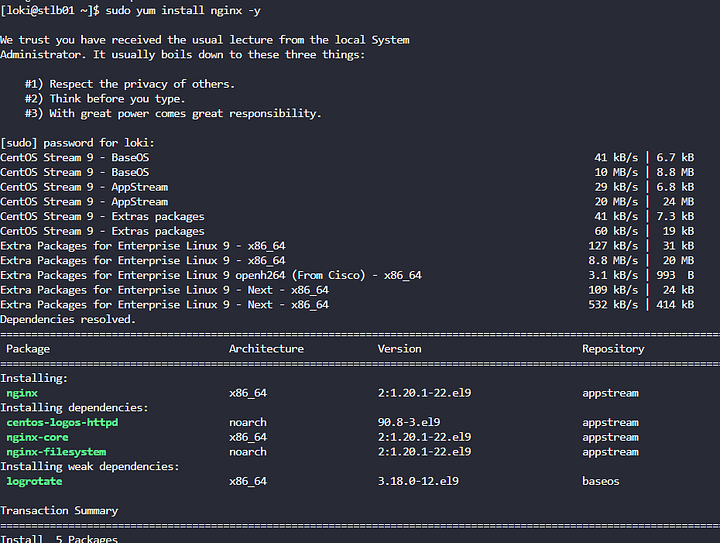 [loki@stlb01 ~]$ sudo yum install nginx -y
We trust you have received the usual lecture from the local System
Administrator. It usually boils down to these three things:
#1) Respect the privacy of others.
#2) Think before you type.
#3) With great power comes great responsibility.
[sudo] password for loki:
CentOS Stream 9 - BaseOS 41 kB/s | 6.7 kB
CentOS Stream 9 - BaseOS 10 MB/s | 8.8 MB
CentOS Stream 9 - AppStream 29 kB/s | 6.8 kB
CentOS Stream 9 - AppStream 20 MB/s | 24 MB
CentOS Stream 9 - Extras packages 41 kB/s | 7.3 kB
CentOS Stream 9 - Extras packages 60 kB/s | 19 kB
Extra Packages for Enterprise Linux 9 - x86_64 127 kB/s | 31 kB
Extra Packages for Enterprise Linux 9 - x86_64 8.8 MB/s | 20 MB
Extra Packages for Enterprise Linux 9 openh264 (From Cisco) - x86_64 3.1 kB/s | 993 B
Extra Packages for Enterprise Linux 9 - Next - x86_64 109 kB/s | 24 kB
Extra Packages for Enterprise Linux 9 - Next - x86_64 532 kB/s | 414 kB
Dependencies resolved.
Package Architecture Version Repository
Installing:
nginx x86_64 2:1.20.1-22.el9 appstream
Installing dependencies:
centos-logos-httpd noarch 90.8-3.el9 appstream
nginx-core x86_64 2:1.20.1-22.el9 appstream
nginx-filesystem noarch 2:1.20.1-22.el9 appstream
Installing weak dependencies:
logrotate x86_64 3.18.0-12.el9 baseos
Transaction Summary
Install 5 Packages